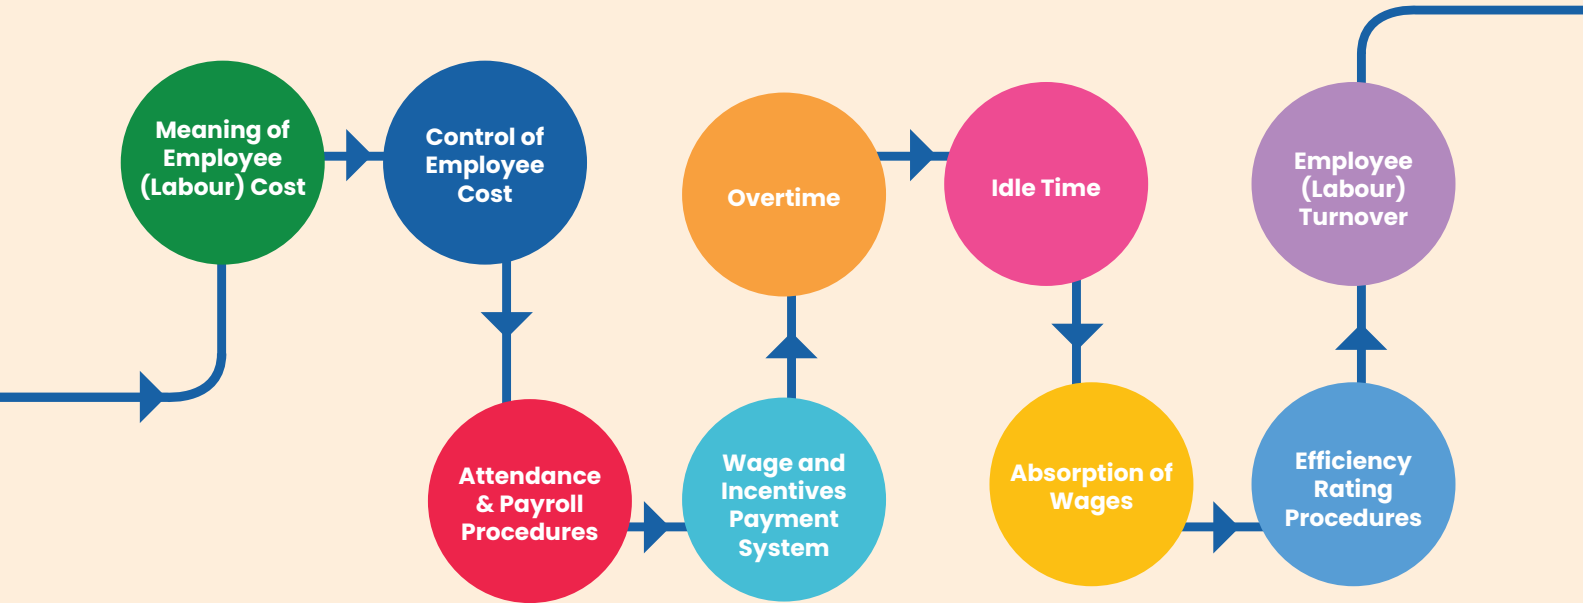 Meaning of
Employee
(Labour) Cost
Control of
Employee
Cost
Attendance
& Payroll
Procedures
Wage and
Incentives
Payment
System
Overtime
Idle Time
Absorption of
Wages
Efficiency
Rating
Procedures
Employee
(Labour)
Turnover